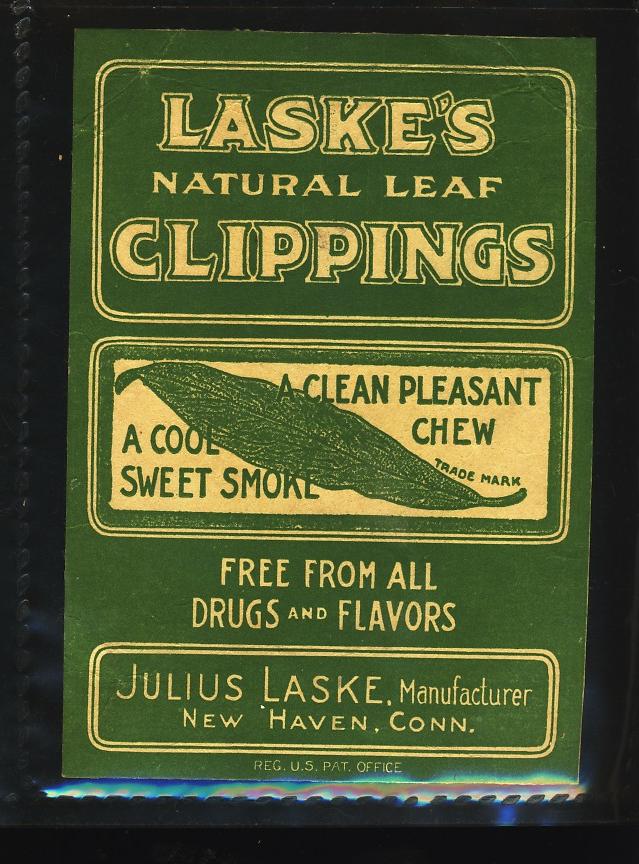 LASKE'S
NATURAL LEAF
CLIPPINGS
A CLEAN PLEASANT
CHEW
A COOL
SWEET SMOKE
TRADE MARK
FREE FROM ALL
DRUGS AND FLAVORS
JULIUS LASKE, Manufacturer
NEW HAVEN, CONN.
REG. U.S. PAT. OFFICE